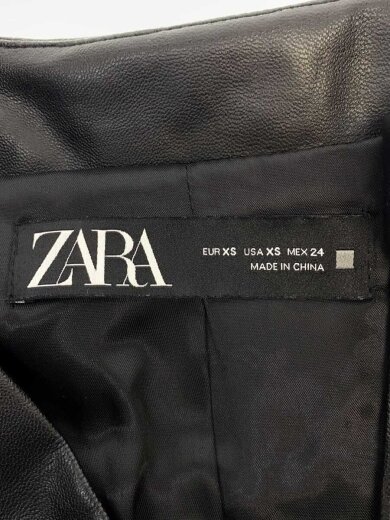 ZARA
EUR XS USA XS MEX 24
MADE IN CHINA